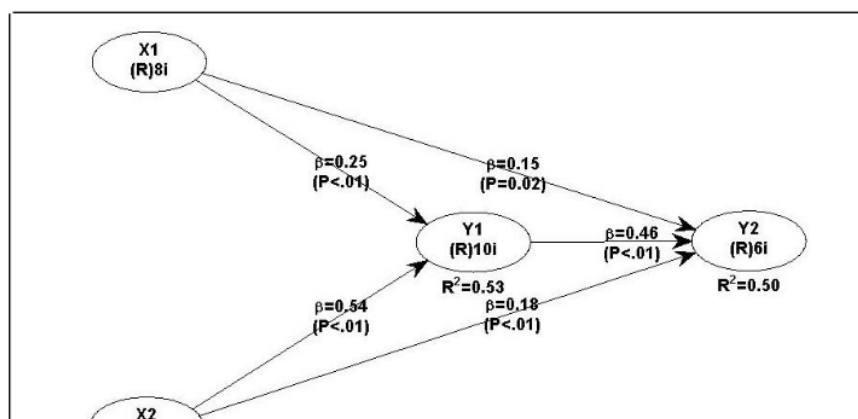 X1
(R)8i
β=0.25
(P<.01)
β=0.15
(P=0.02)
Y1
(R)10i
R²=0.53
β=0.46
(P<.01)
Y2
(R)6i
R²=0.50
β=0.54
(P<.01)
β=0.18
(P<.01)
X2